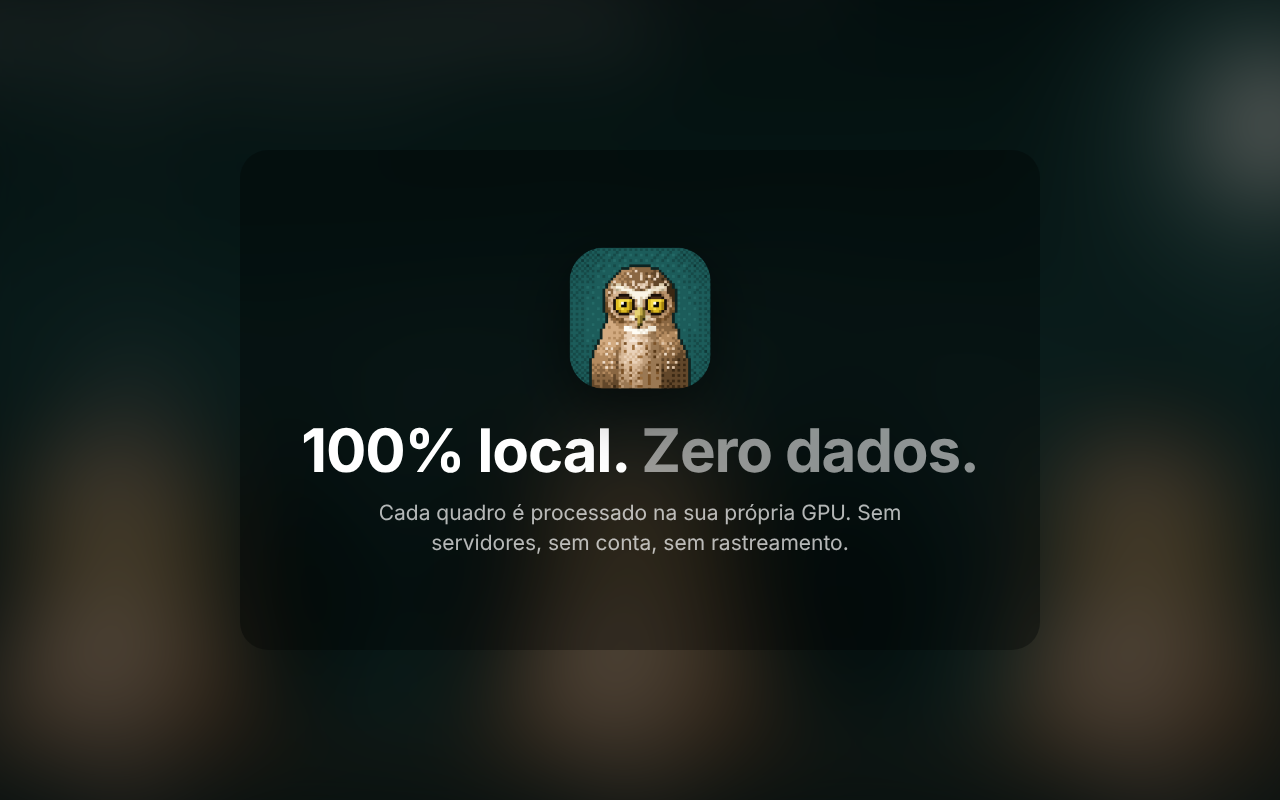 100% local. Zero dados.
Cada quadro é processado na sua própria GPU. Sem
servidores, sem conta, sem rastreamento.